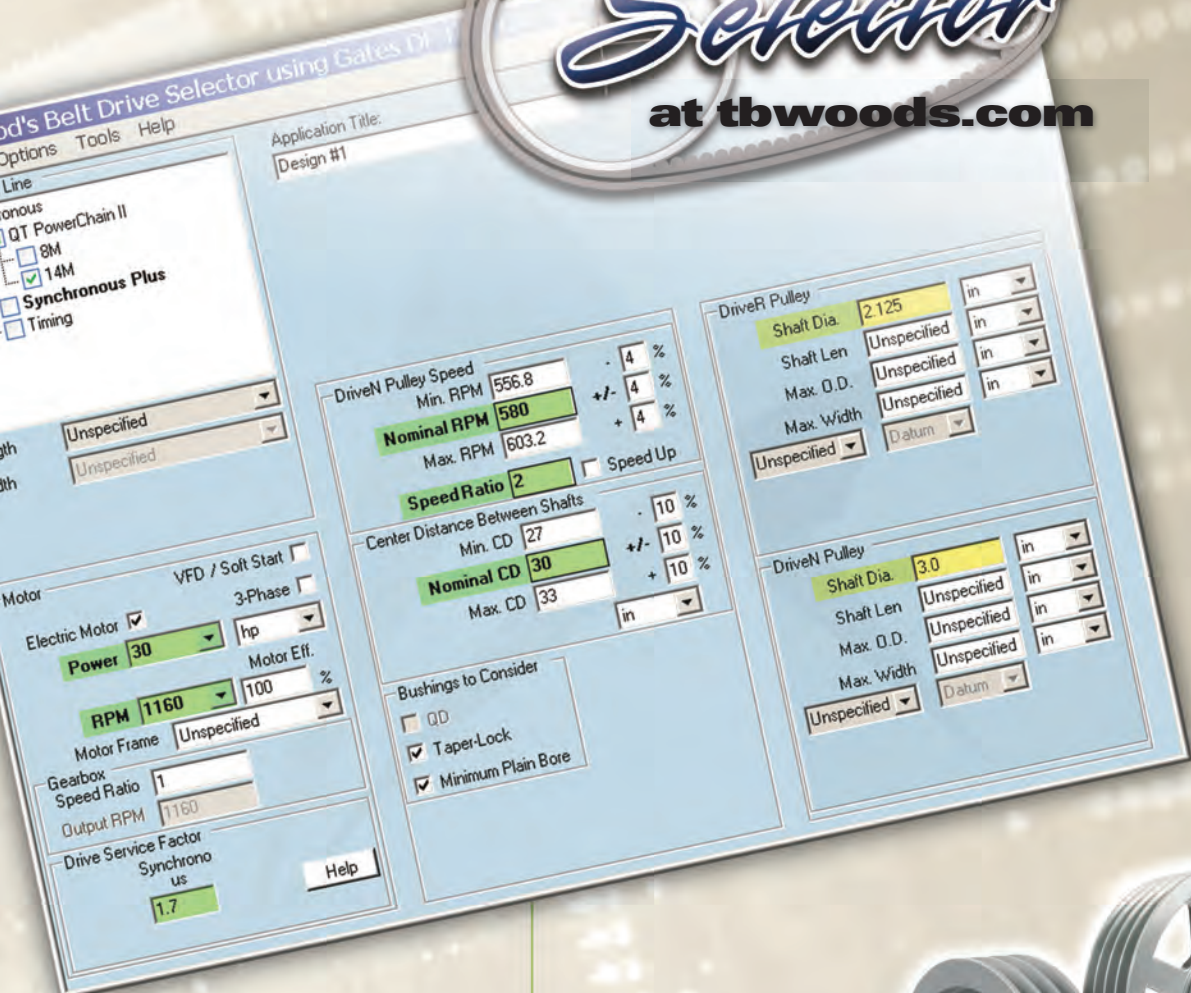 Selector
at tbwoods.com
Belt Drive Selector using Gates
Options Tools Help
Line
QT PowerChain II
8M
14M
Synchronous Plus
Timing
Unspecified
Unspecified
Application Title:
Design #1
DriveN Pulley Speed
Min. RPM 556.8 - 4 %
Nominal RPM 580 +/- 4 %
Max. RPM 603.2 + 4 %
Speed Ratio 2 Speed Up
Center Distance Between Shafts
Min. CD 27 - 10 %
Nominal CD 30 +/- 10 %
Max. CD 33 + 10 %
in
DriveR Pulley
Shaft Dia. 2.125 in
Shaft Len Unspecified in
Max. O.D. Unspecified in
Max. Width Unspecified in
Unspecified Datum
DriveN Pulley
Shaft Dia. 3.0 in
Shaft Len Unspecified in
Max. O.D. Unspecified in
Max. Width Unspecified in
Unspecified Datum
Motor
VFD / Soft Start
Electric Motor 3-Phase
Power 30 hp
Motor Eff.
RPM 1160 100 %
Motor Frame Unspecified
Gearbox
Speed Ratio 1
Output RPM 1160
Drive Service Factor
Synchrono
us
1.7
Help
Bushings to Consider
QD
Taper-Lock
Minimum Plain Bore